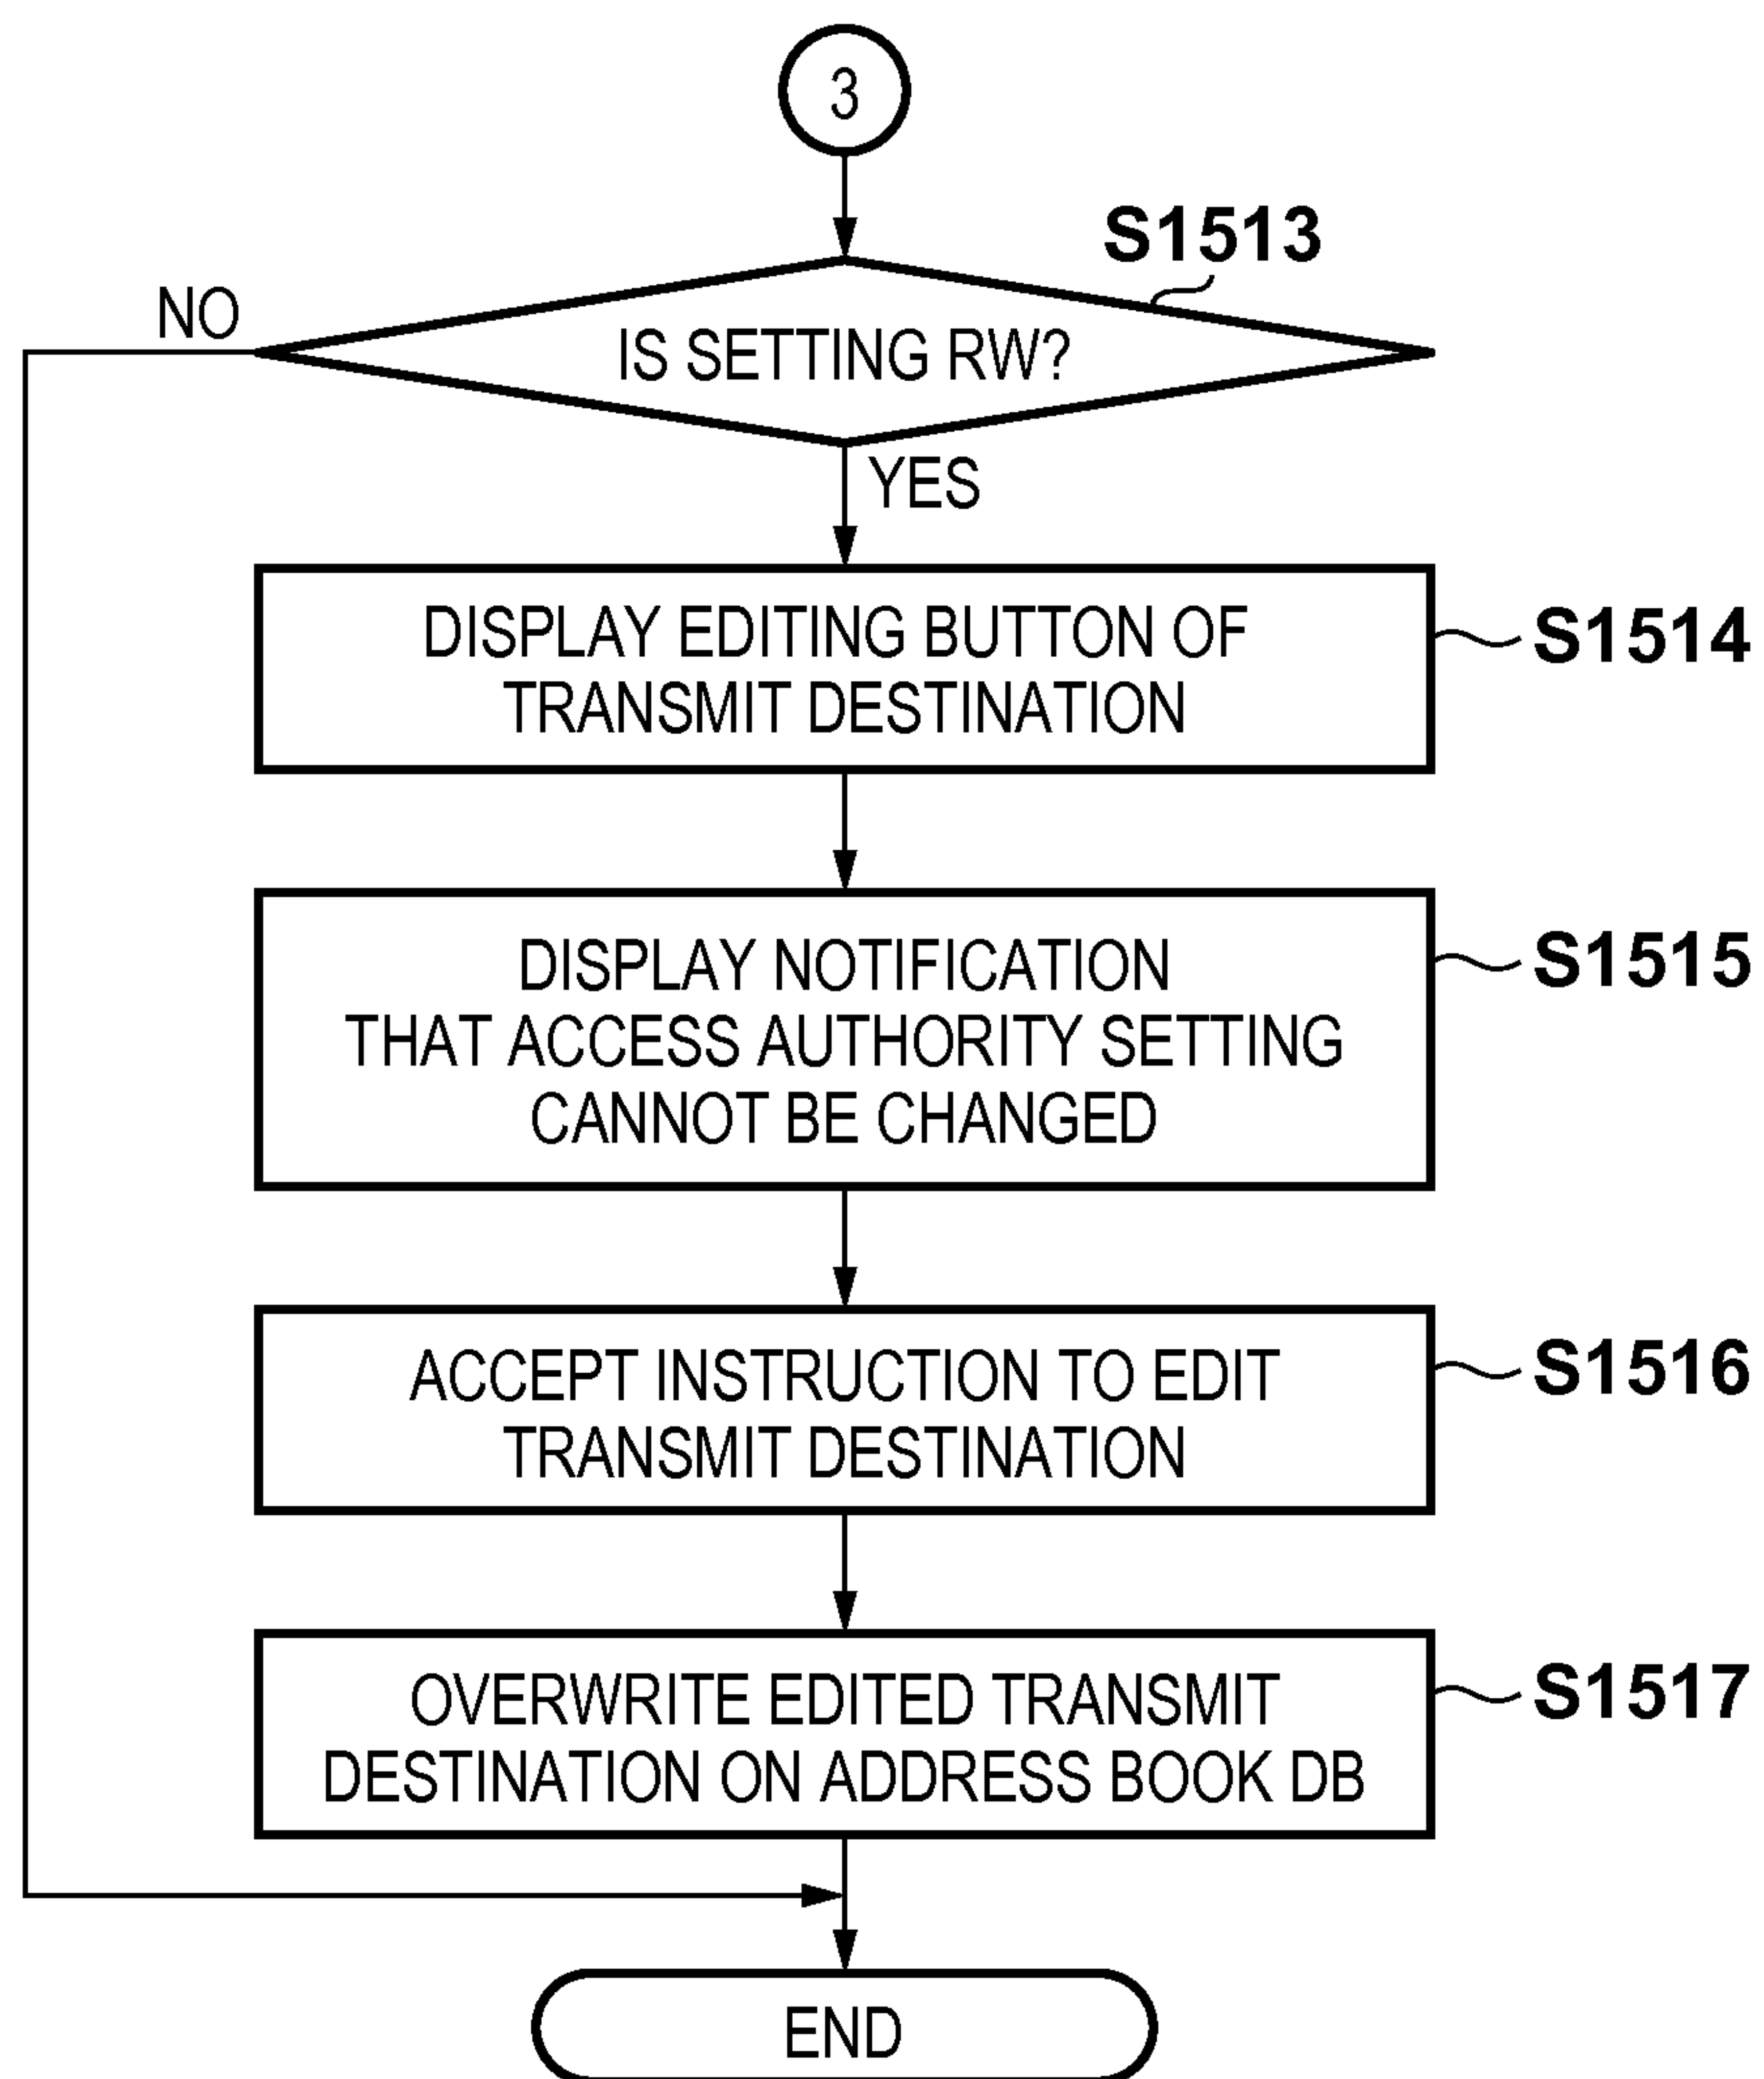 3
S1513
NO
IS SETTING RW?
YES
DISPLAY EDITING BUTTON OF
TRANSMIT DESTINATION
S1514
DISPLAY NOTIFICATION
THAT ACCESS AUTHORITY SETTING
CANNOT BE CHANGED
S1515
ACCEPT INSTRUCTION TO EDIT
TRANSMIT DESTINATION
S1516
OVERWRITE EDITED TRANSMIT
DESTINATION ON ADDRESS BOOK DB
S1517
END